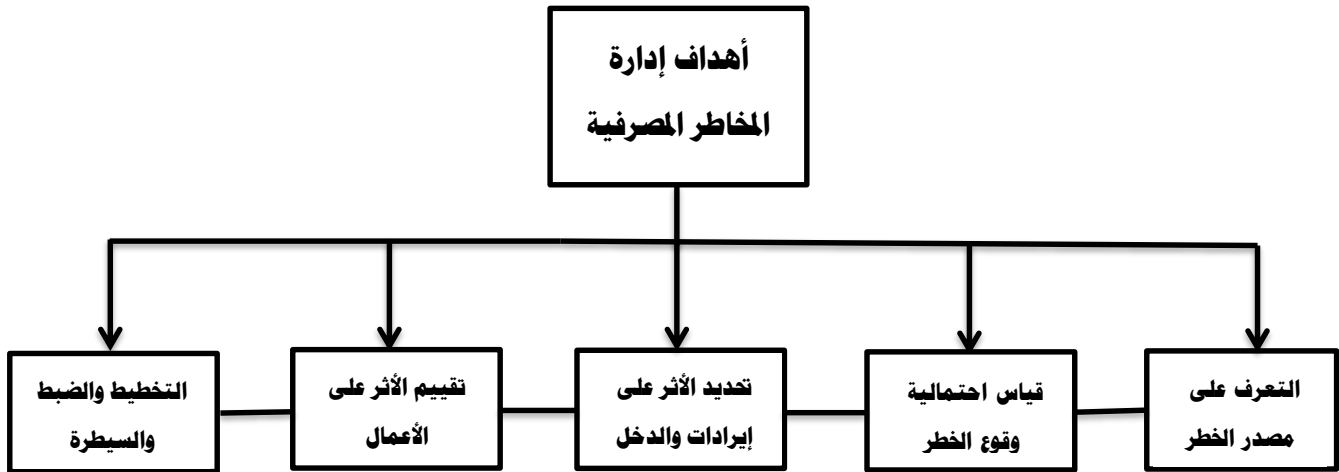 أهداف إدارة
المخاطر المصرفية
التعرف على
مصدر الخطر
قياس احتمالية
وقوع الخطر
تحديد الأثر على
إيرادات والدخل
تقييم الأثر على
الأعمال
التخطيط والضبط
والسيطرة